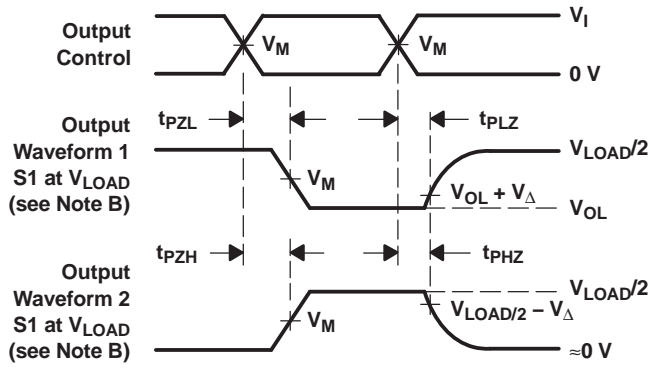 Output
Control
V_M
V_M
V_I
0 V
Output
Waveform 1
S1 at V_LOAD
(see Note B)
t_PZL
t_PLZ
V_M
V_LOAD/2
V_OL + V_Δ
V_OL
Output
Waveform 2
S1 at V_LOAD
(see Note B)
t_PZH
t_PHZ
V_M
V_LOAD/2
V_LOAD/2 – V_Δ
≈0 V